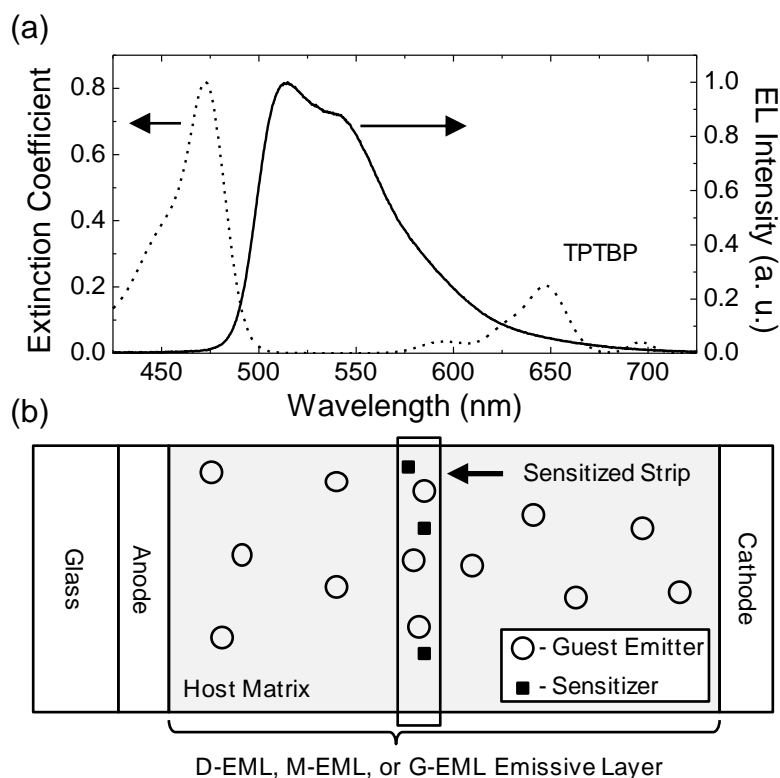 (a)
Extinction Coefficient
0.8
0.6
0.4
0.2
0.0
TPTBP
1.0
0.8
0.6
0.4
0.2
0.0
EL Intensity (a. u.)
450 500 550 600 650 700
Wavelength (nm)
(b)
Glass
Anode
Sensitized Strip
Cathode
Host Matrix
- Guest Emitter
- Sensitizer
D-EML, M-EML, or G-EML Emissive Layer